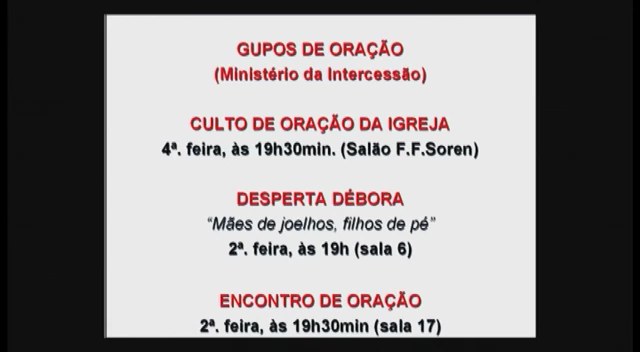 GUPOS DE ORAÇÃO
(Ministério da Intercessão)
CULTO DE ORAÇÃO DA IGREJA
4ª. feira, às 19h30min. (Salão F.F.Soren)
DESPERTA DÉBORA
“Mães de joelhos, filhos de pé”
2ª. feira, às 19h (sala 6)
ENCONTRO DE ORAÇÃO
2ª. feira, às 19h30min (sala 17)